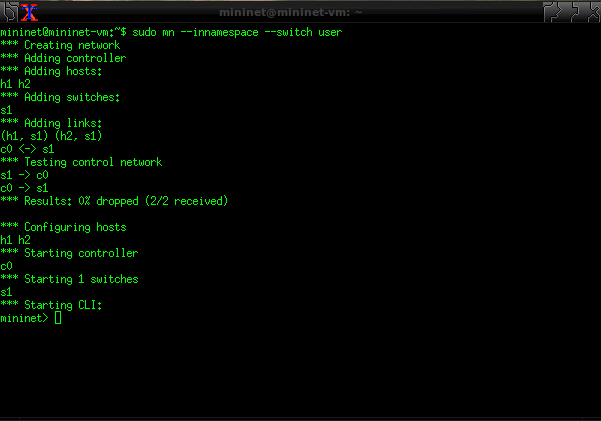 mininet@mininet-vm: ~
mininet@mininet-vm:~$ sudo mn --innamespace --switch user
*** Creating network
*** Adding controller
*** Adding hosts:
h1 h2
*** Adding switches:
s1
*** Adding links:
(h1, s1) (h2, s1)
c0 <-> s1
*** Testing control network
s1 -> c0
c0 -> s1
*** Results: 0% dropped (2/2 received)
*** Configuring hosts
h1 h2
*** Starting controller
c0
*** Starting 1 switches
s1
*** Starting CLI:
mininet>